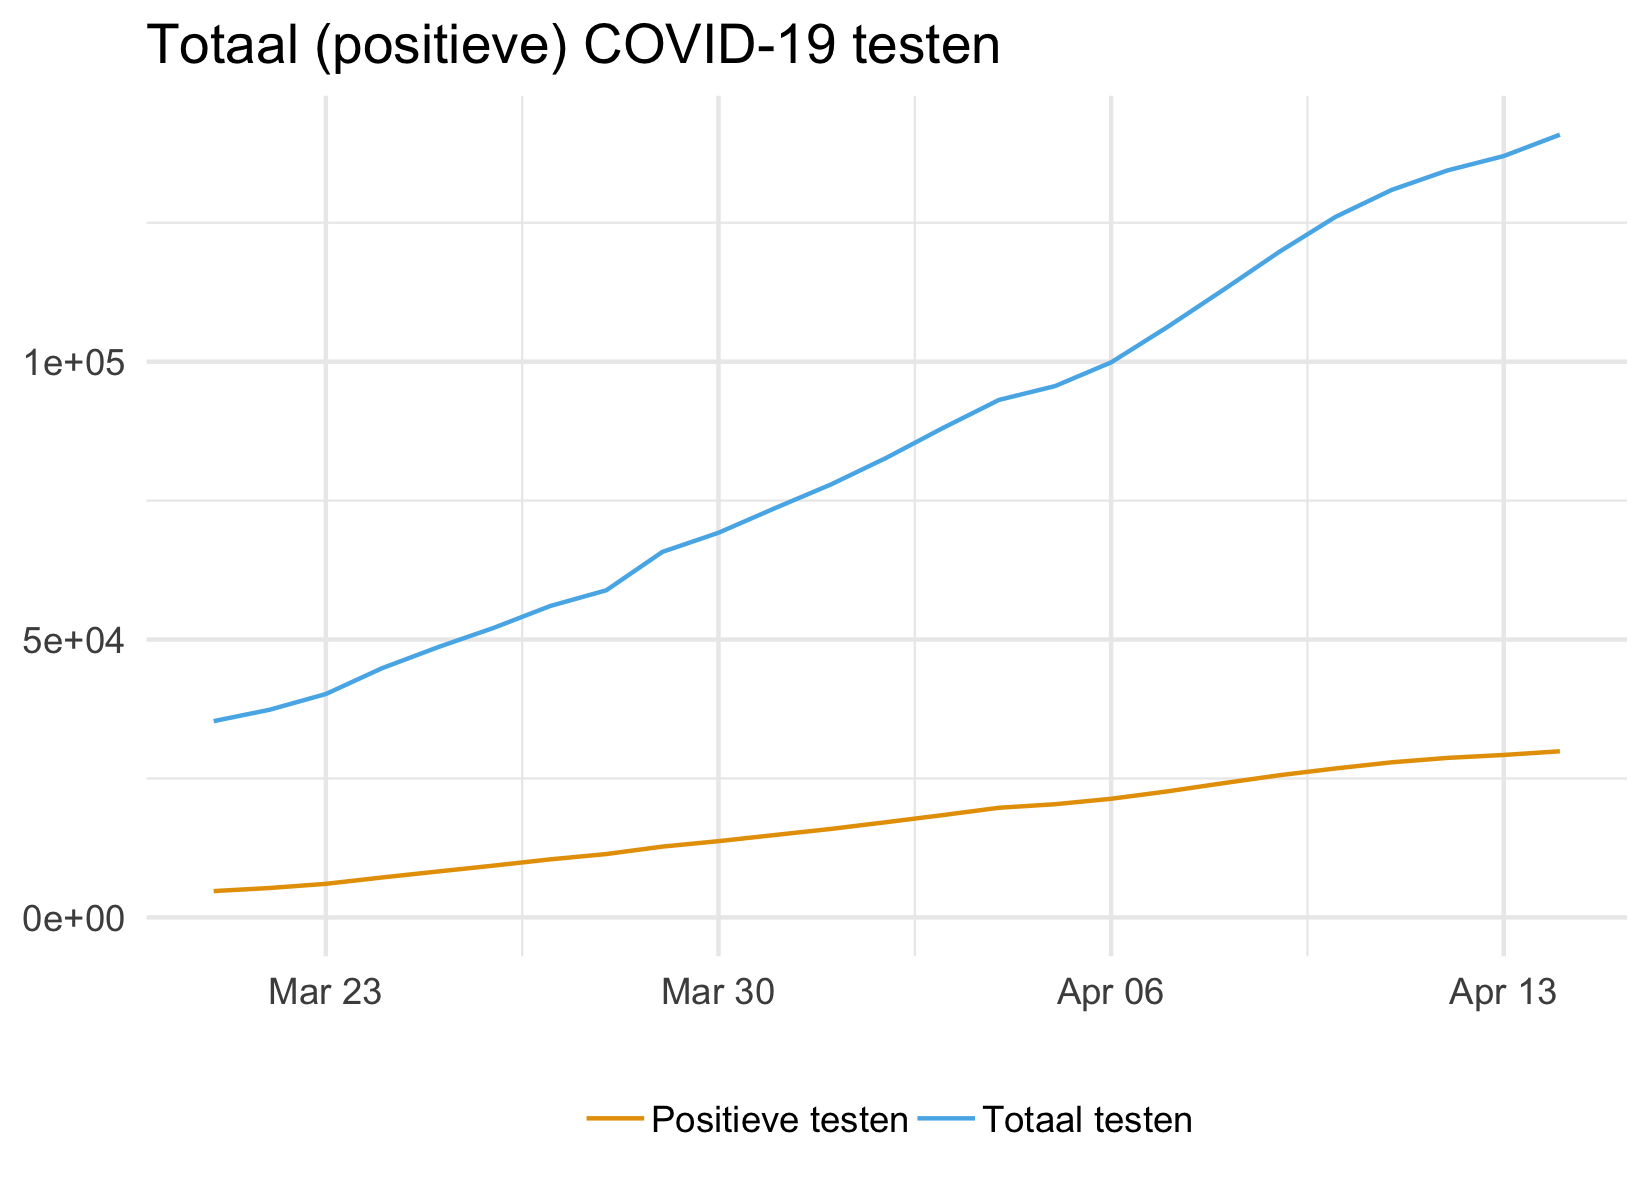 Totaal (positieve) COVID-19 testen
1e+05
5e+04
0e+00
Mar 23 Mar 30 Apr 06 Apr 13
Positieve testen Totaal testen